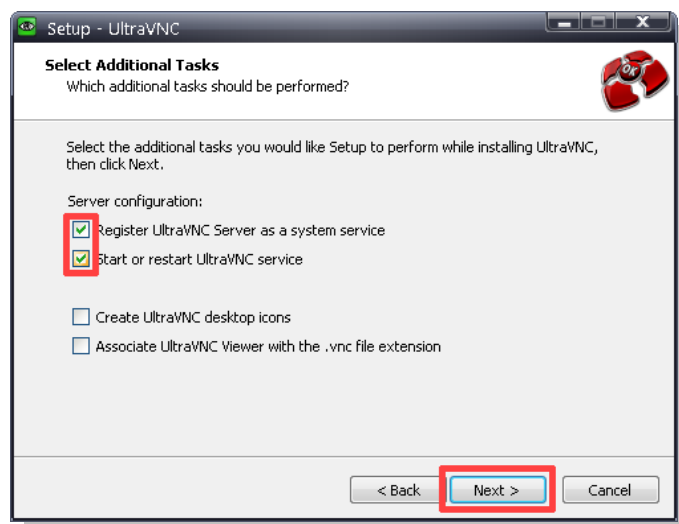 Setup - UltraVNC
Select Additional Tasks
Which additional tasks should be performed?
OK
Select the additional tasks you would like Setup to perform while installing UltraVNC,
then click Next.
Server configuration:
Register UltraVNC Server as a system service
Start or restart UltraVNC service
Create UltraVNC desktop icons
Associate UltraVNC Viewer with the .vnc file extension
< Back
Next >
Cancel